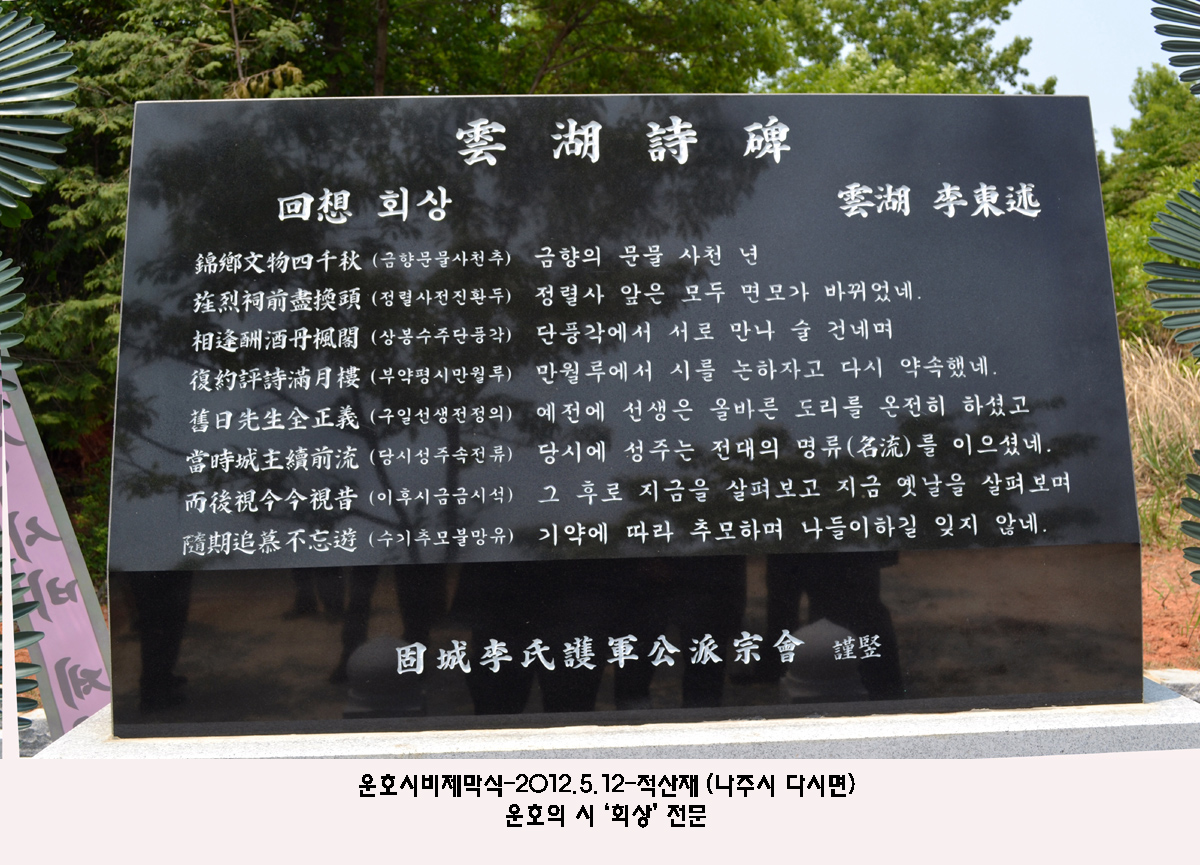 雲湖詩碑
回想 회상 雲湖 李東述
錦鄉文物四千秋 (금향문물사천추) 금향의 문물 사천 년
旌烈祠前盡換頭 (정렬사전진환두) 정렬사 앞은 모두 면모가 바뀌었네.
相逢酬酒丹楓閣 (상봉수주단풍각) 단풍각에서 서로 만나 술 건네며
復約評詩滿月樓 (부약평시만월루) 만월루에서 시를 논하자고 다시 약속했네.
舊日先生全正義 (구일선생전정의) 예전에 선생은 올바른 도리를 온전히 하셨고
當時城主續前流 (당시성주속전류) 당시에 성주는 전대의 명류(名流)를 이으셨네.
而後視今今視昔 (이후시금금시석) 그 후로 지금을 살펴보고 지금 옛날을 살펴보며
隨期追慕不忘遊 (수기추모불망유) 기약에 따라 추모하며 나들이하길 잊지 않네.
固城李氏護軍公派宗會 謹竪
운호시비제막식-2012.5.12-적산재 (나주시 다시면)
운호의 시 '회상' 전문